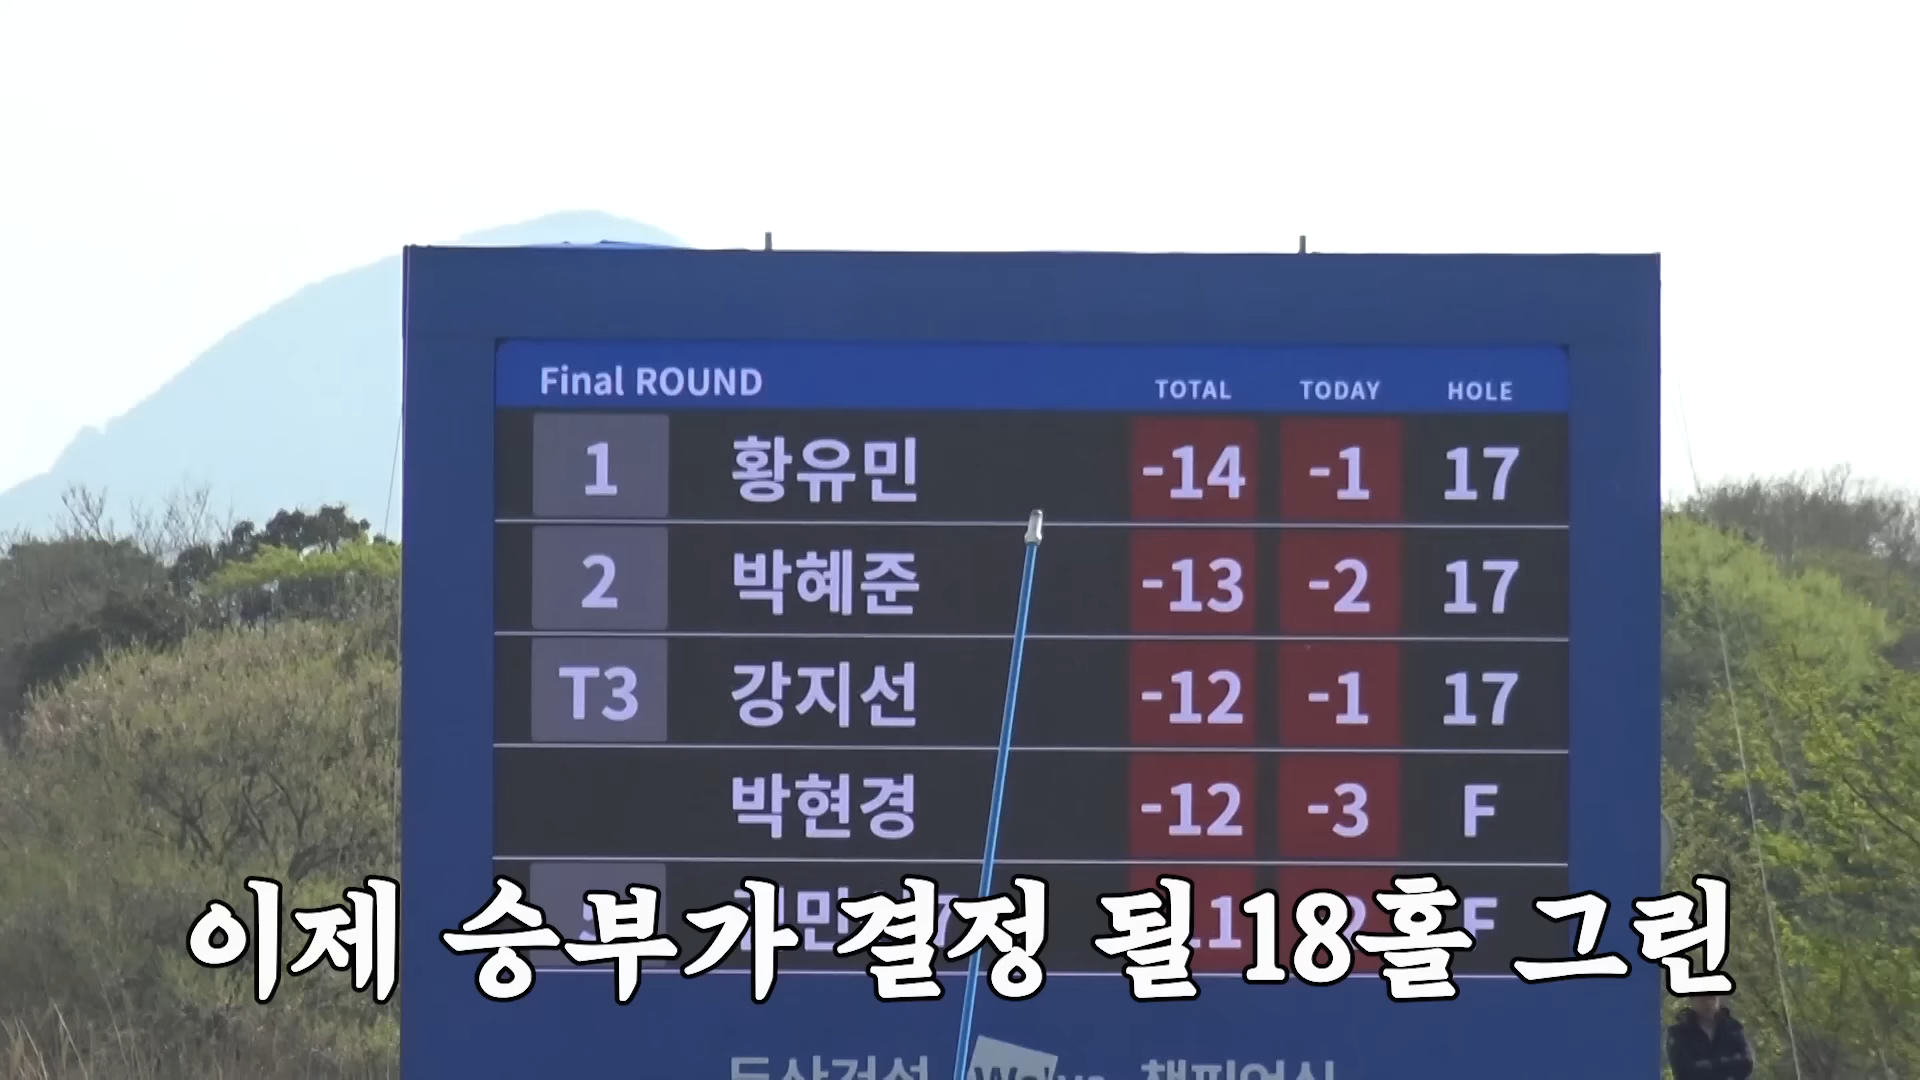 Final ROUND TOTAL TODAY HOLE
1 황유민 -14 -1 17
2 박혜준 -13 -2 17
T3 강지선 -12 -1 17
박현경 -12 -3 F
F
이제 승부가 결정 될 18홀 그린